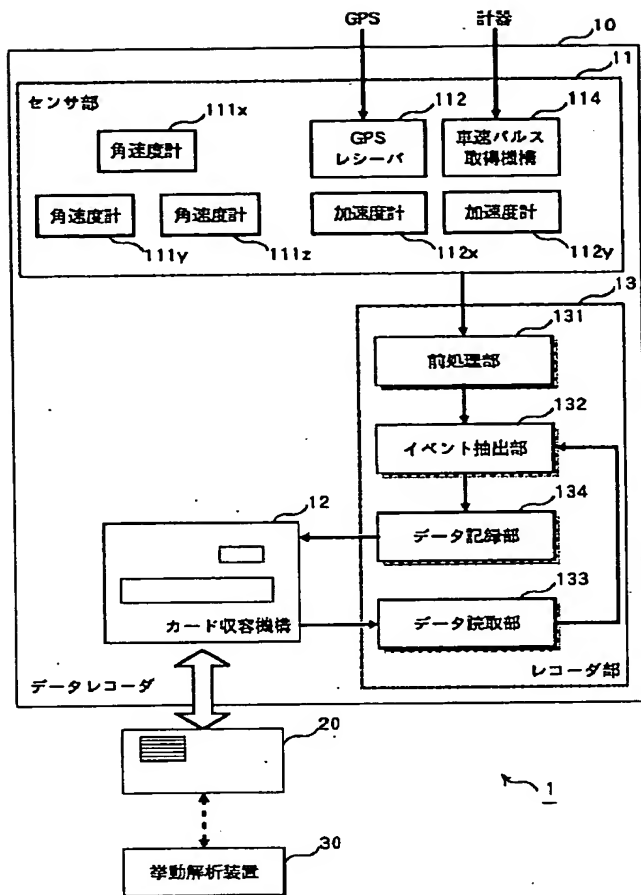 GPS
計器
10
11
センサ部
111x
112
114
角速度計
GPS
レシーバ
車速パルス
取得機構
角速度計
角速度計
加速度計
加速度計
111y
111z
112x
112y
13
131
前処理部
132
イベント抽出部
12
134
データ記録部
133
カード収容機構
データ読取部
データレコーダ
レコーダ部
20
1
30
挙動解析装置